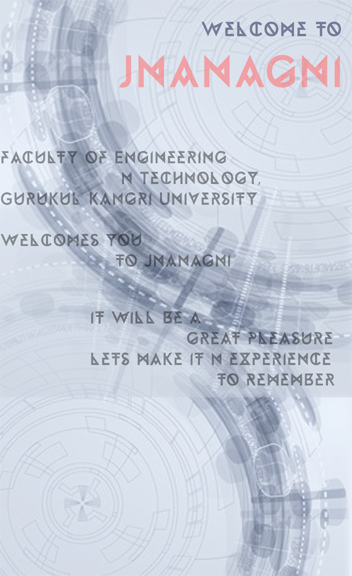 WELCOME TO
JNANAGNI
FACULTY OF ENGINEERING
N TECHNOLOGY,
GURUKUL KANGRI UNIVERSITY
WELCOMES YOU
TO JNANAGNI
IT WILL BE A
GREAT PLEASURE
LETS MAKE IT N EXPERIENCE
TO REMEMBER